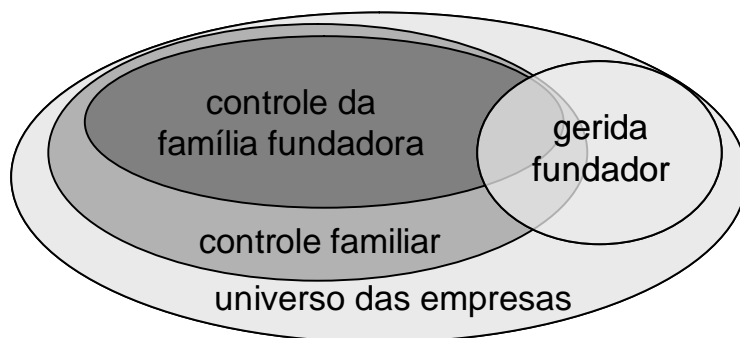 controle da
família fundadora
gerida
fundador
controle familiar
universo das empresas